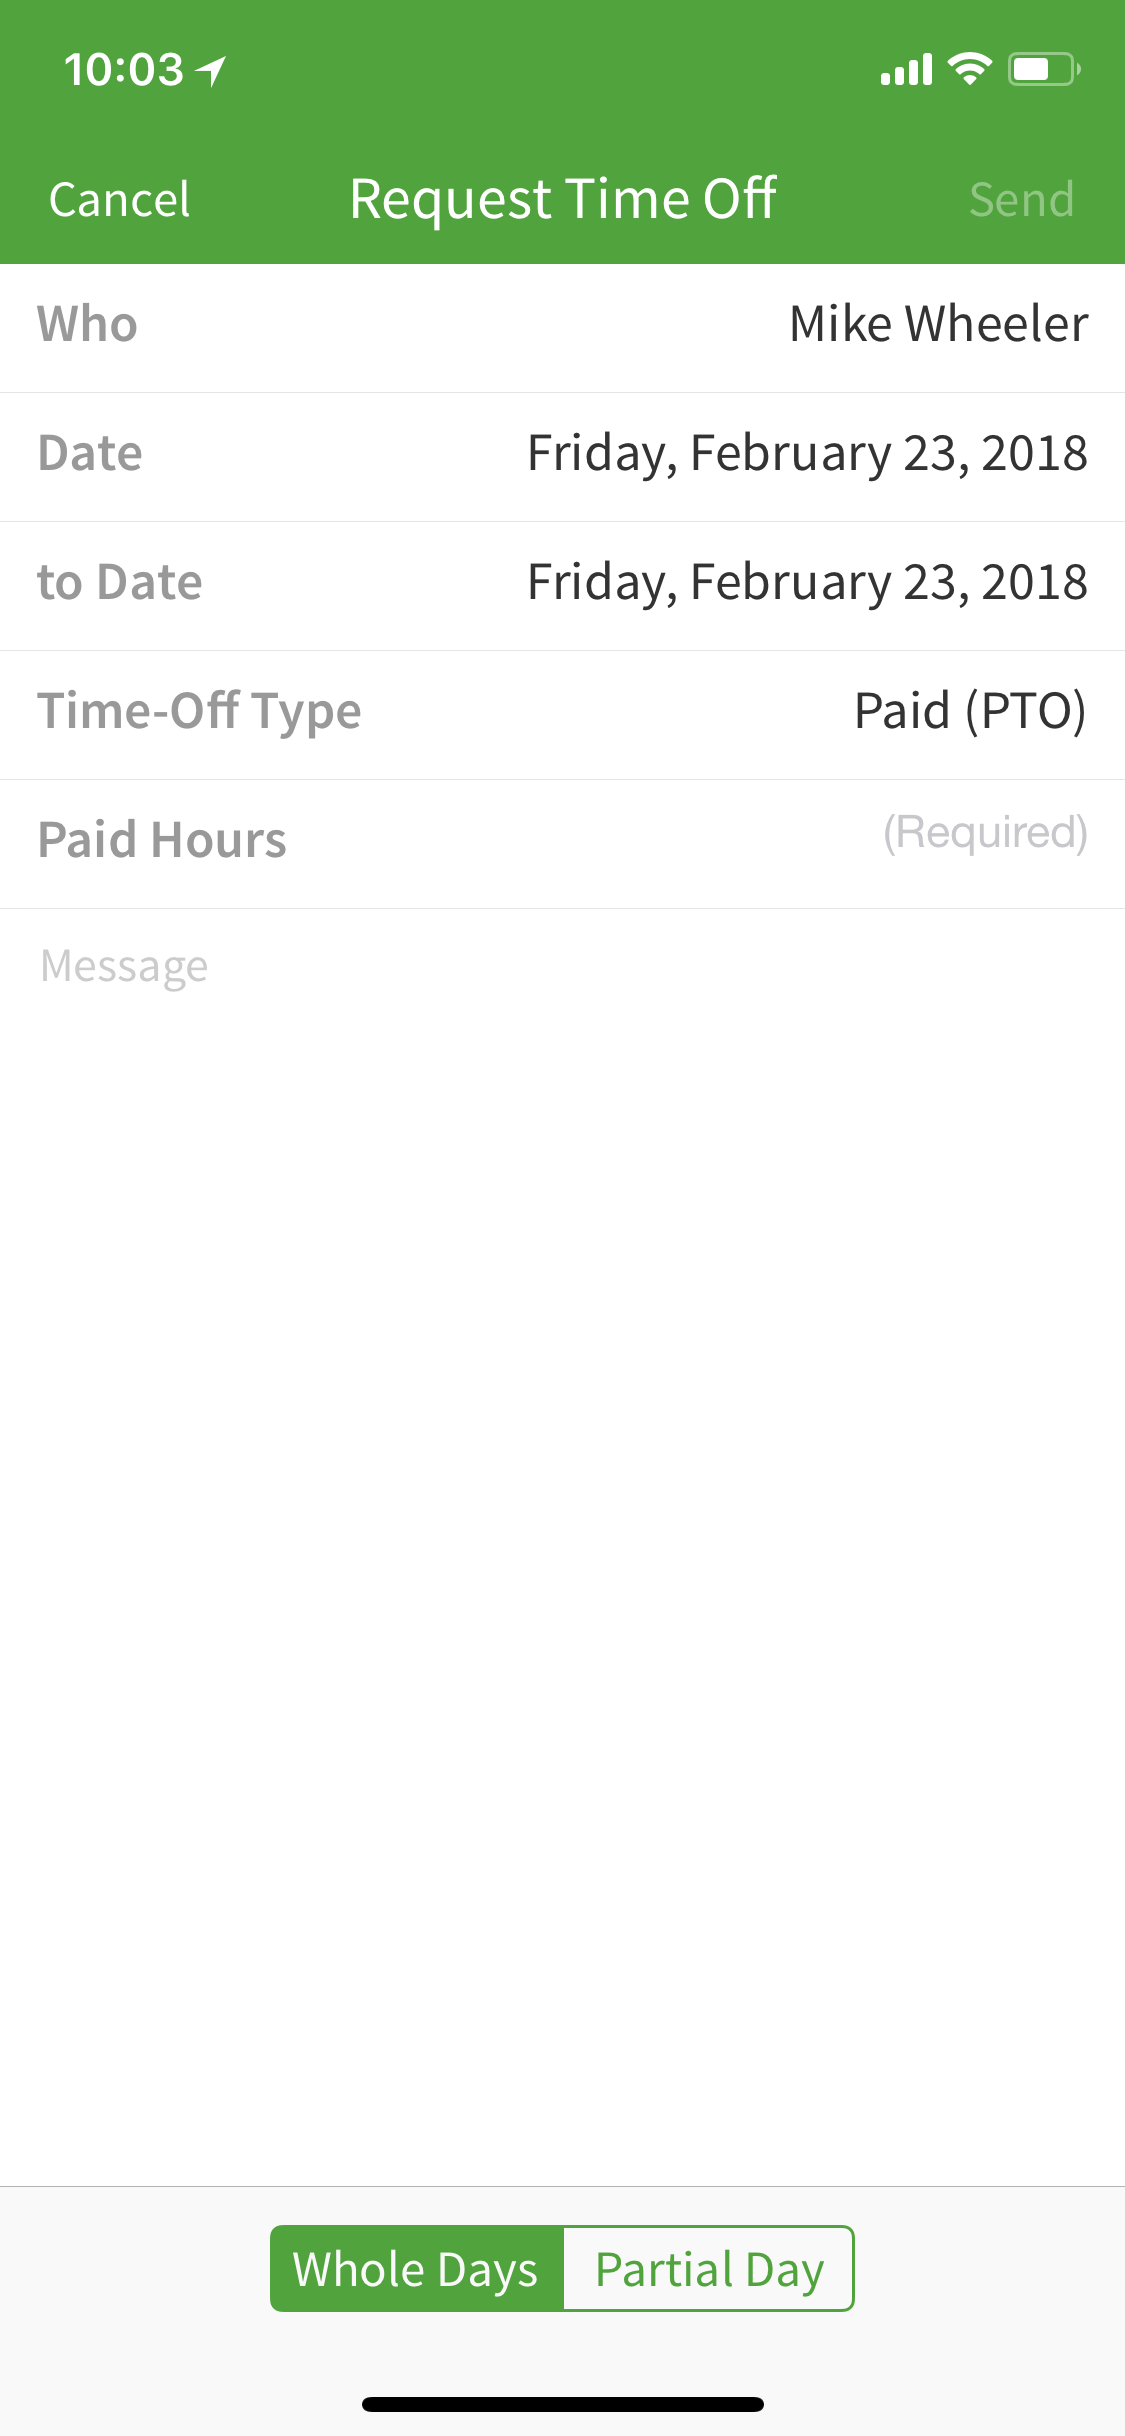 10:03
Cancel Request Time Off Send
Who Mike Wheeler
Date Friday, February 23, 2018
to Date Friday, February 23, 2018
Time-Off Type Paid (PTO)
Paid Hours (Required)
Message
Whole Days Partial Day